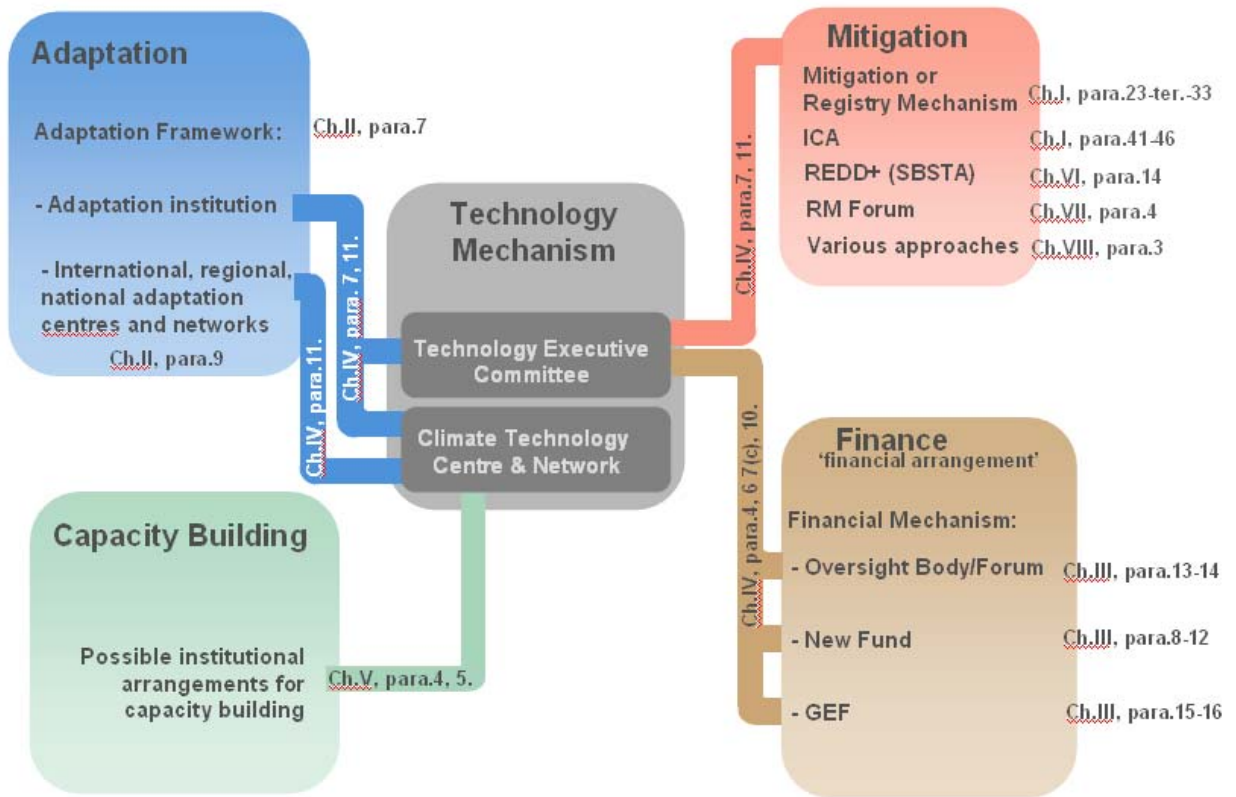 Adaptation
Adaptation Framework:
Ch.II, para.7
- Adaptation institution
- International, regional,
national adaptation
centres and networks
Ch.II, para.9
Ch.IV, para.11.
Ch.IV, para. 7, 11.
Technology
Mechanism
Technology Executive
Committee
Climate Technology
Centre & Network
Ch.IV, para.7, 11.
Mitigation
Mitigation or
Registry Mechanism
Ch.I, para.23-ter.-33
ICA
Ch.I, para.41-46
REDD+ (SBSTA)
Ch.VI, para.14
RM Forum
Ch.VII, para.4
Various approaches
Ch.VIII, para.3
Capacity Building
Possible institutional
arrangements for
capacity building
Ch.V, para.4, 5.
Ch.IV, para.4, 6 7(c), 10.
Finance
‘financial arrangement’
Financial Mechanism:
- Oversight Body/Forum
Ch.III, para.13-14
- New Fund
Ch.III, para.8-12
- GEF
Ch.III, para.15-16